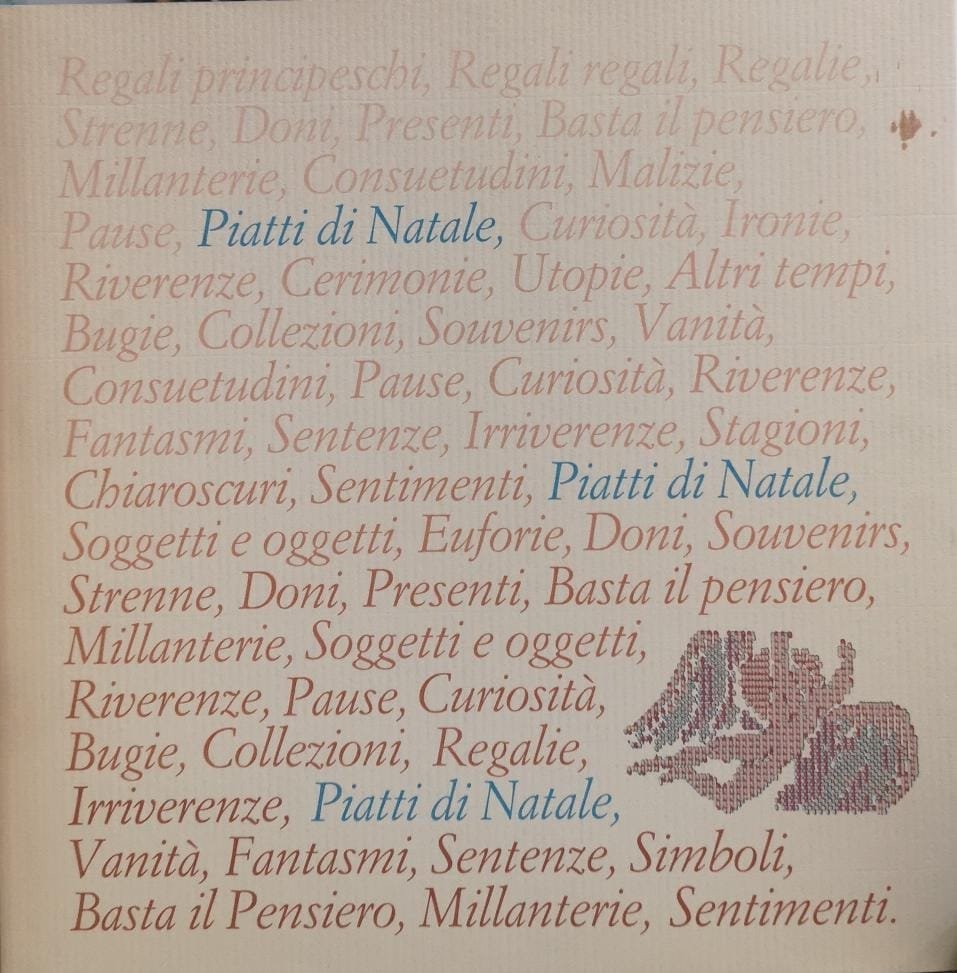 Regali principeschi, Regali regali, Regalie,
Strenne, Doni, Presenti, Basta il pensiero,
Millanterie, Consuetudini, Malizie,
Pause, Piatti di Natale, Curiosità, Ironie,
Riverenze, Cerimonie, Utopie, Altri tempi,
Bugie, Collezioni, Souvenirs, Vanità,
Consuetudini, Pause, Curiosità, Riverenze,
Fantasmi, Sentenze, Irriverenze, Stagioni,
Chiaroscuri, Sentimenti, Piatti di Natale,
Soggetti e oggetti, Euforie, Doni, Souvenirs,
Strenne, Doni, Presenti, Basta il pensiero,
Millanterie, Soggetti e oggetti,
Riverenze, Pause, Curiosità,
Bugie, Collezioni, Regalie,
Irriverenze, Piatti di Natale,
Vanità, Fantasmi, Sentenze, Simboli,
Basta il Pensiero, Millanterie, Sentimenti.